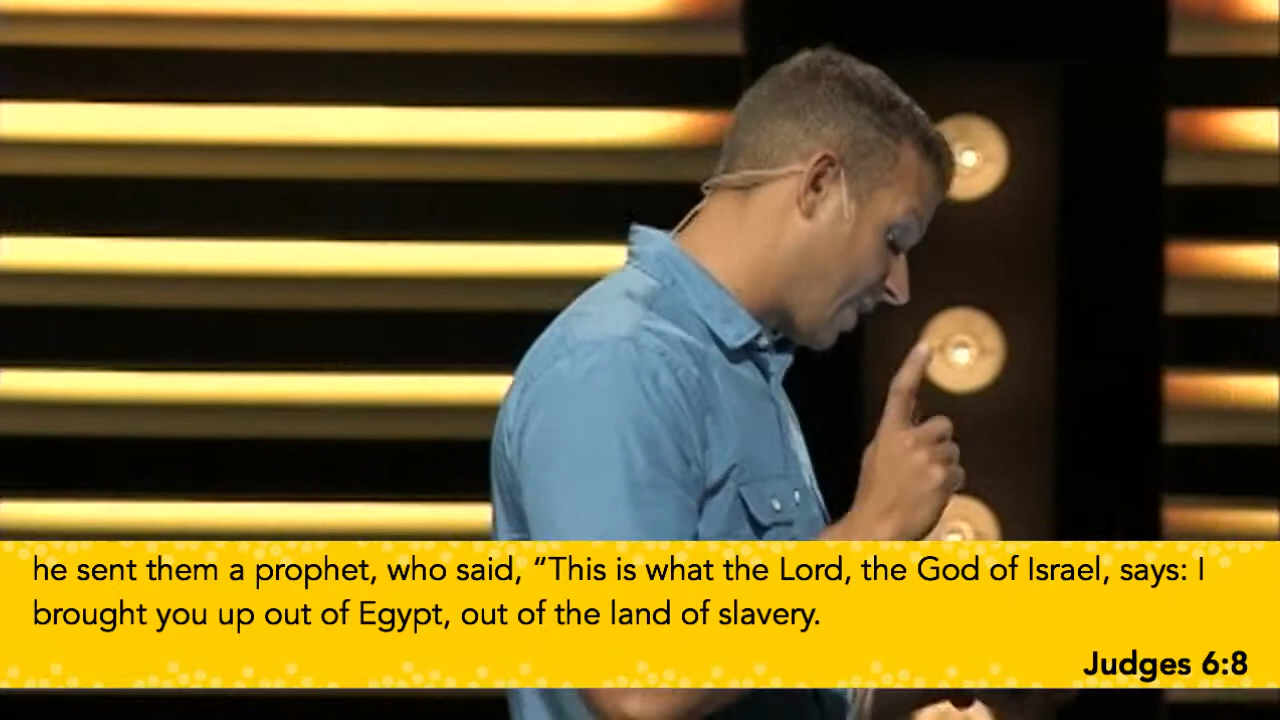 he sent them a prophet, who said, “This is what the Lord, the God of Israel, says: I
brought you up out of Egypt, out of the land of slavery.
Judges 6:8